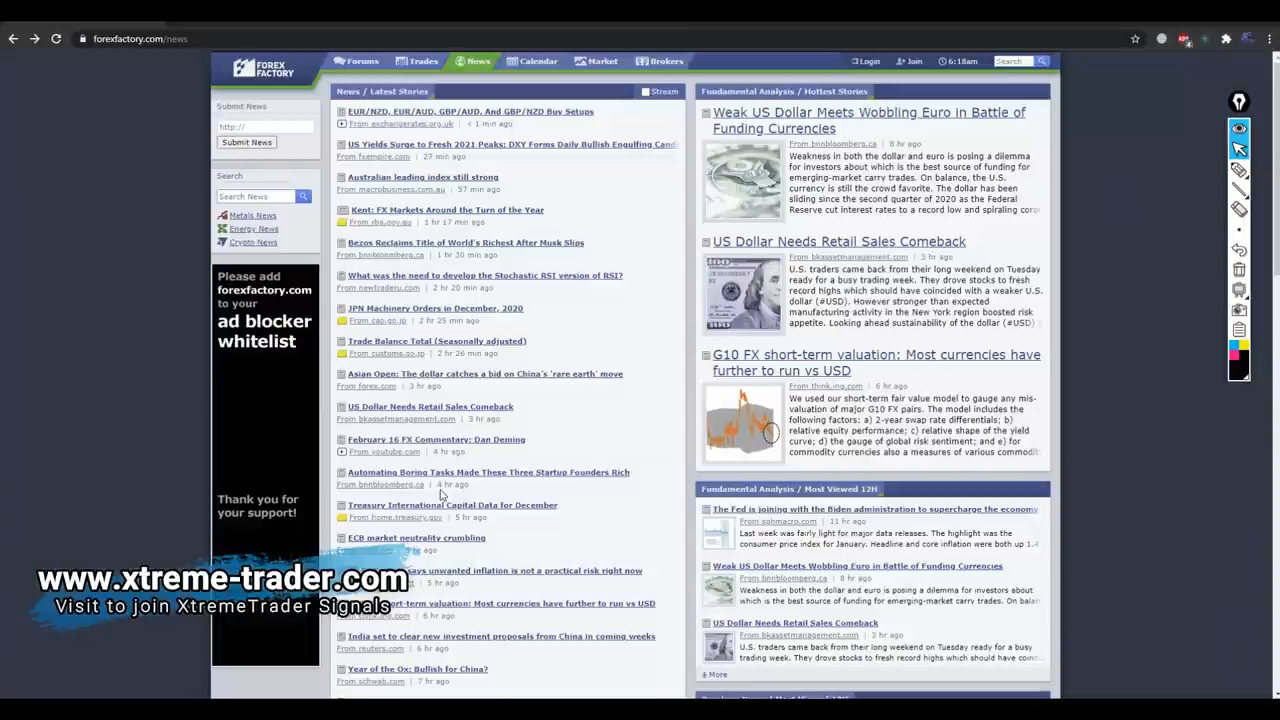 forexfactory.com/news
FOREX
FACTORY
Forums
Trades
News
Calendar
Market
Brokers
Login
Join
6:18am
Search
Submit News
http://
Submit News
Search
Search News
Metals News
Energy News
Crypto News
Please add
forexfactory.com
to your
ad blocker
whitelist
Thank you for
your support!
News / Latest Stories
Stream
EUR/NZD, EUR/AUD, GBP/AUD, And GBP/NZD Buy Setups
From exchangerates.org.uk | < 1 min ago
US Yields Surge to Fresh 2021 Peaks; DXY Forms Daily Bullish Engulfing Cand
From fxempire.com | 27 min ago
Australian leading index still strong
From macrobusiness.com.au | 57 min ago
Kent: FX Markets Around the Turn of the Year
From rba.gov.au | 1 hr 17 min ago
Bezos Reclaims Title of World's Richest After Musk Slips
From bnnbloomberg.ca | 1 hr 30 min ago
What was the need to develop the Stochastic RSI version of RSI?
From newtraderu.com | 2 hr 20 min ago
JPN Machinery Orders in December, 2020
From cao.go.jp | 2 hr 25 min ago
Trade Balance Total (Seasonally adjusted)
From customs.go.jp | 2 hr 26 min ago
Asian Open: The dollar catches a bid on China's 'rare earth' move
From forex.com | 3 hr ago
US Dollar Needs Retail Sales Comeback
From bkassetmanagement.com | 3 hr ago
February 16 FX Commentary: Dan Deming
From youtube.com | 4 hr ago
Automating Boring Tasks Made These Three Startup Founders Rich
From bnnbloomberg.ca | 4 hr ago
Treasury International Capital Data for December
From home.treasury.gov | 5 hr ago
ECB market neutrality crumbling
ago
says unwanted inflation is not a practical risk right now
5 hr ago
short-term valuation: Most currencies have further to run vs USD
6 hr ago
India set to clear new investment proposals from China in coming weeks
From reuters.com | 6 hr ago
Year of the Ox: Bullish for China?
From schwab.com | 7 hr ago
Fundamental Analysis / Hottest Stories
Weak US Dollar Meets Wobbling Euro in Battle of
Funding Currencies
From bnnbloomberg.ca | 8 hr ago
Weakness in both the dollar and euro is posing a dilemma
for investors about which is the best source of funding for
emerging-market carry trades. On balance, the U.S.
currency is still the crowd favorite. The dollar has been
sliding since the second quarter of 2020 as the Federal
Reserve cut interest rates to a record low and spiraling
US Dollar Needs Retail Sales Comeback
From bkassetmanagement.com | 3 hr ago
U.S. traders came back from their long weekend on Tuesday
ready for a busy trading week. They drove stocks to fresh
record highs which should have coincided with a weaker U.S.
dollar (#USD). However stronger than expected
manufacturing activity in the New York region boosted risk
appetite. Looking ahead sustainability of the dollar (#USD)
G10 FX short-term valuation: Most currencies have
further to run vs USD
From think.ing.com | 6 hr ago
We used our short-term fair value model to gauge any mis-
valuation of major G10 FX pairs. The model includes the
following factors: a) 2-year swap rate differentials; b)
relative equity performance; c) relative shape of the yield
curve; d) the gauge of global risk sentiment; and e) for
commodity currencies also a measures of various commodit
Fundamental Analysis / Most Viewed 12H
The Fed is joining with the Biden administration to supercharge the economy
From sohmacro.com | 11 hr ago
Last week was fairly light for major data releases. The highlight was the
consumer price index for January. Headline and core inflation were both up 1.4
Weak US Dollar Meets Wobbling Euro in Battle of Funding Currencies
From bnnbloomberg.ca | 8 hr ago
Weakness in both the dollar and euro is posing a dilemma for investors about
which is the best source of funding for emerging-market carry trades. On balan
US Dollar Needs Retail Sales Comeback
From bkassetmanagement.com | 3 hr ago
U.S. traders came back from their long weekend on Tuesday ready for a busy
trading week. They drove stocks to fresh record highs which should have coinc
More
www.xtreme-trader.com
Visit to join XtremeTrader Signals